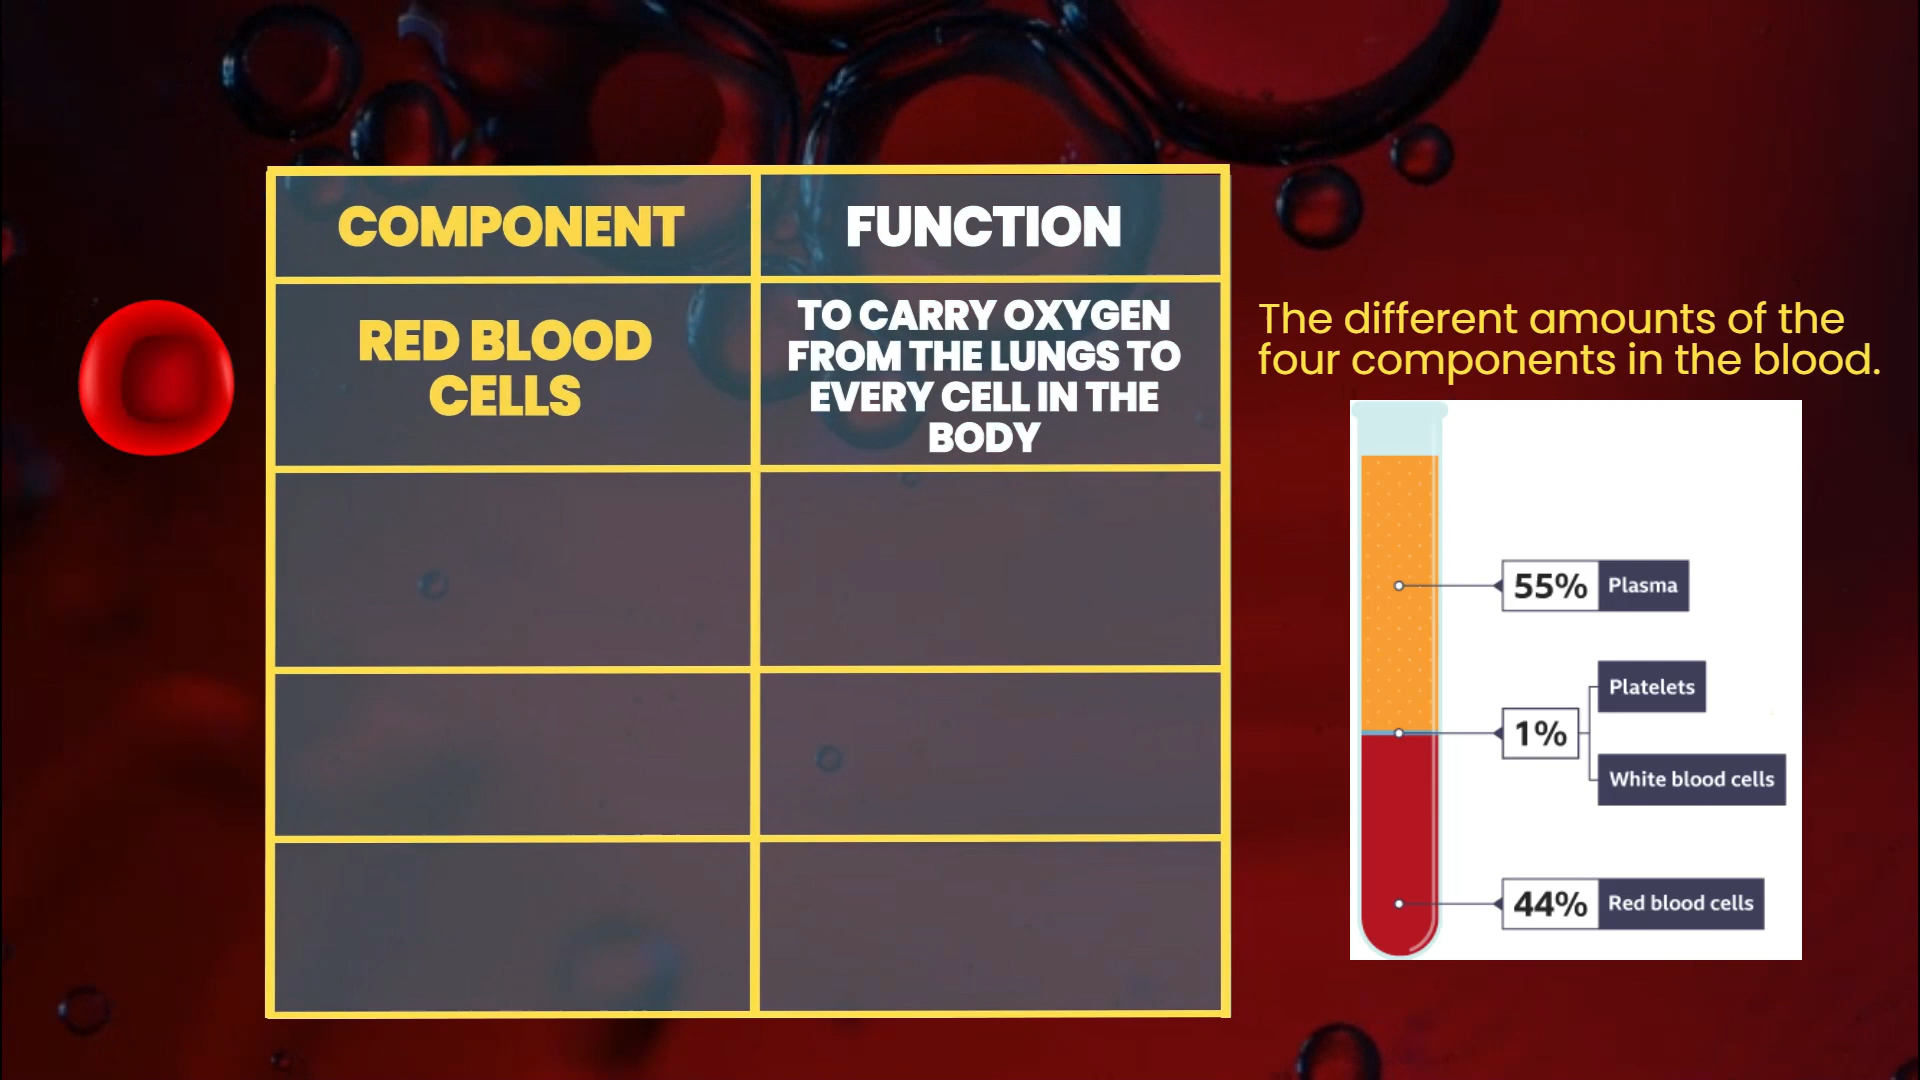 COMPONENT
FUNCTION
RED BLOOD
CELLS
TO CARRY OXYGEN
FROM THE LUNGS TO
EVERY CELL IN THE
BODY
The different amounts of the
four components in the blood.
55% Plasma
Platelets
1%
White blood cells
44% Red blood cells